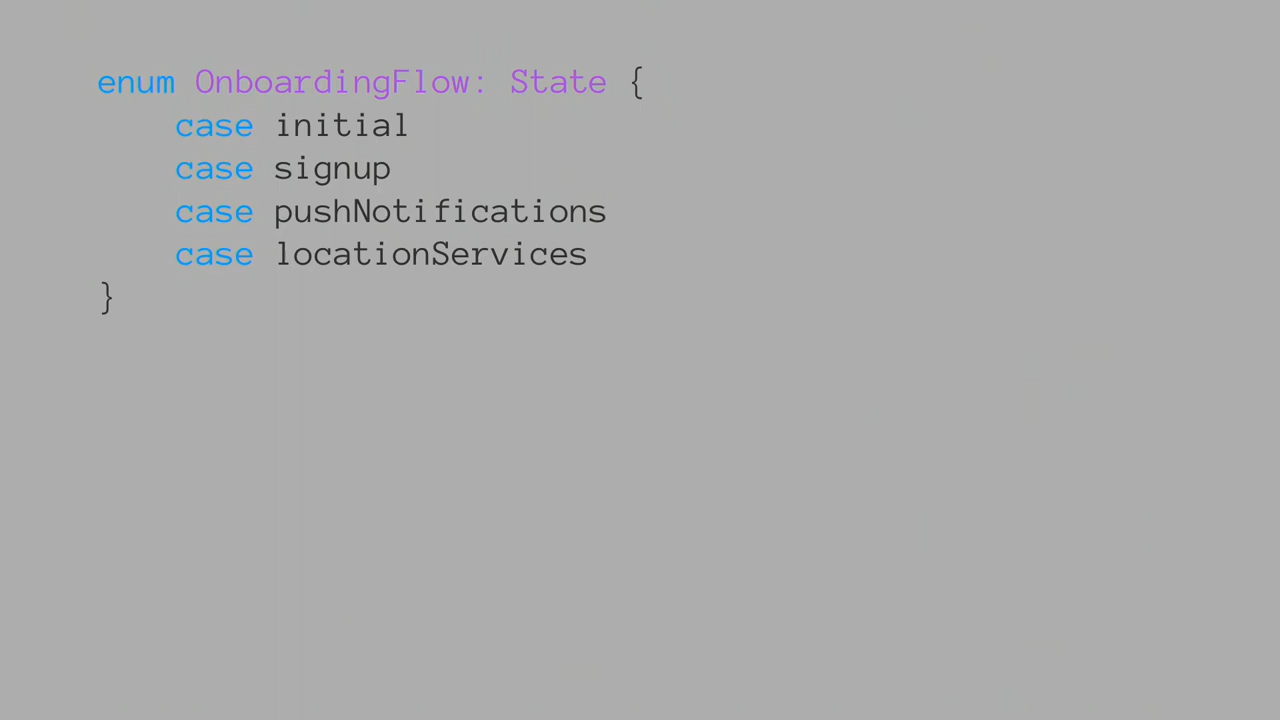 enum OnboardingFlow: State {
    case initial
    case signup
    case pushNotifications
    case locationServices
}